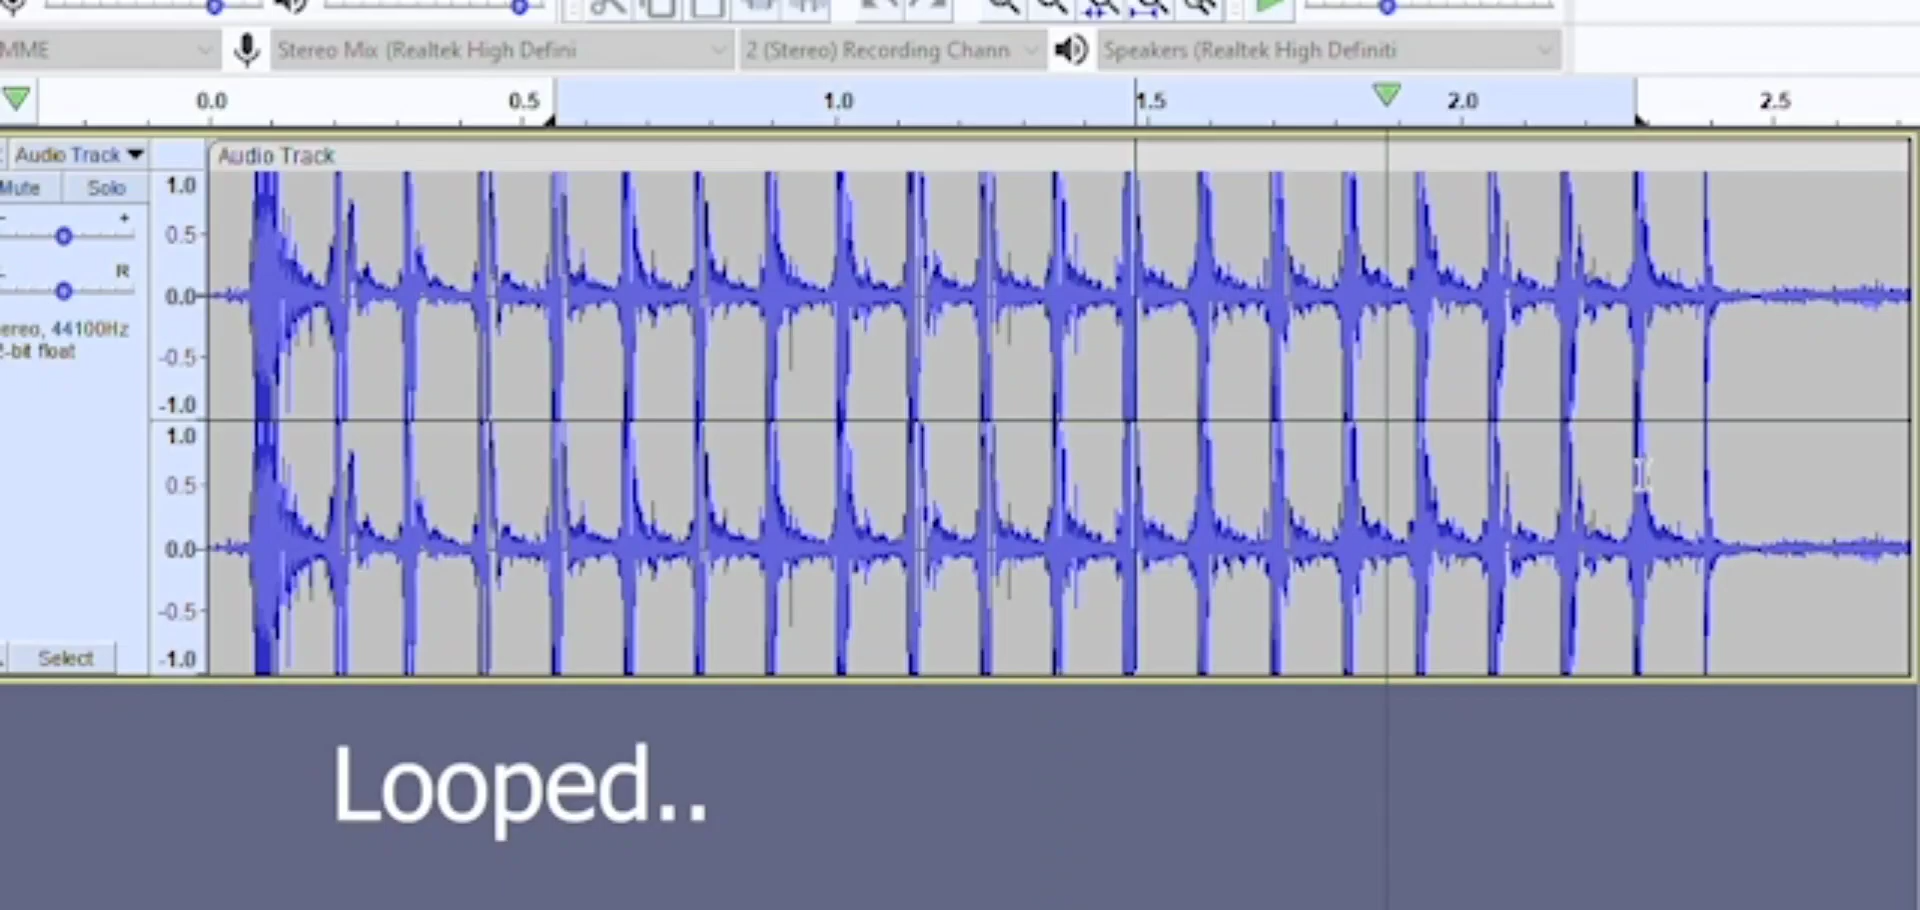 MME Stereo Mix (Realtek High Defini 2 (Stereo) Recording Chann Speakers (Realtek High Definiti
0.0 0.5 1.0 1.5 2.0 2.5
Audio Track Audio Track
Mute Solo 1.0
- + 0.5
R 0.0
ereo, 44100Hz -0.5
2-bit float
-1.0
1.0
0.5
0.0
-0.5
Select -1.0
Looped..